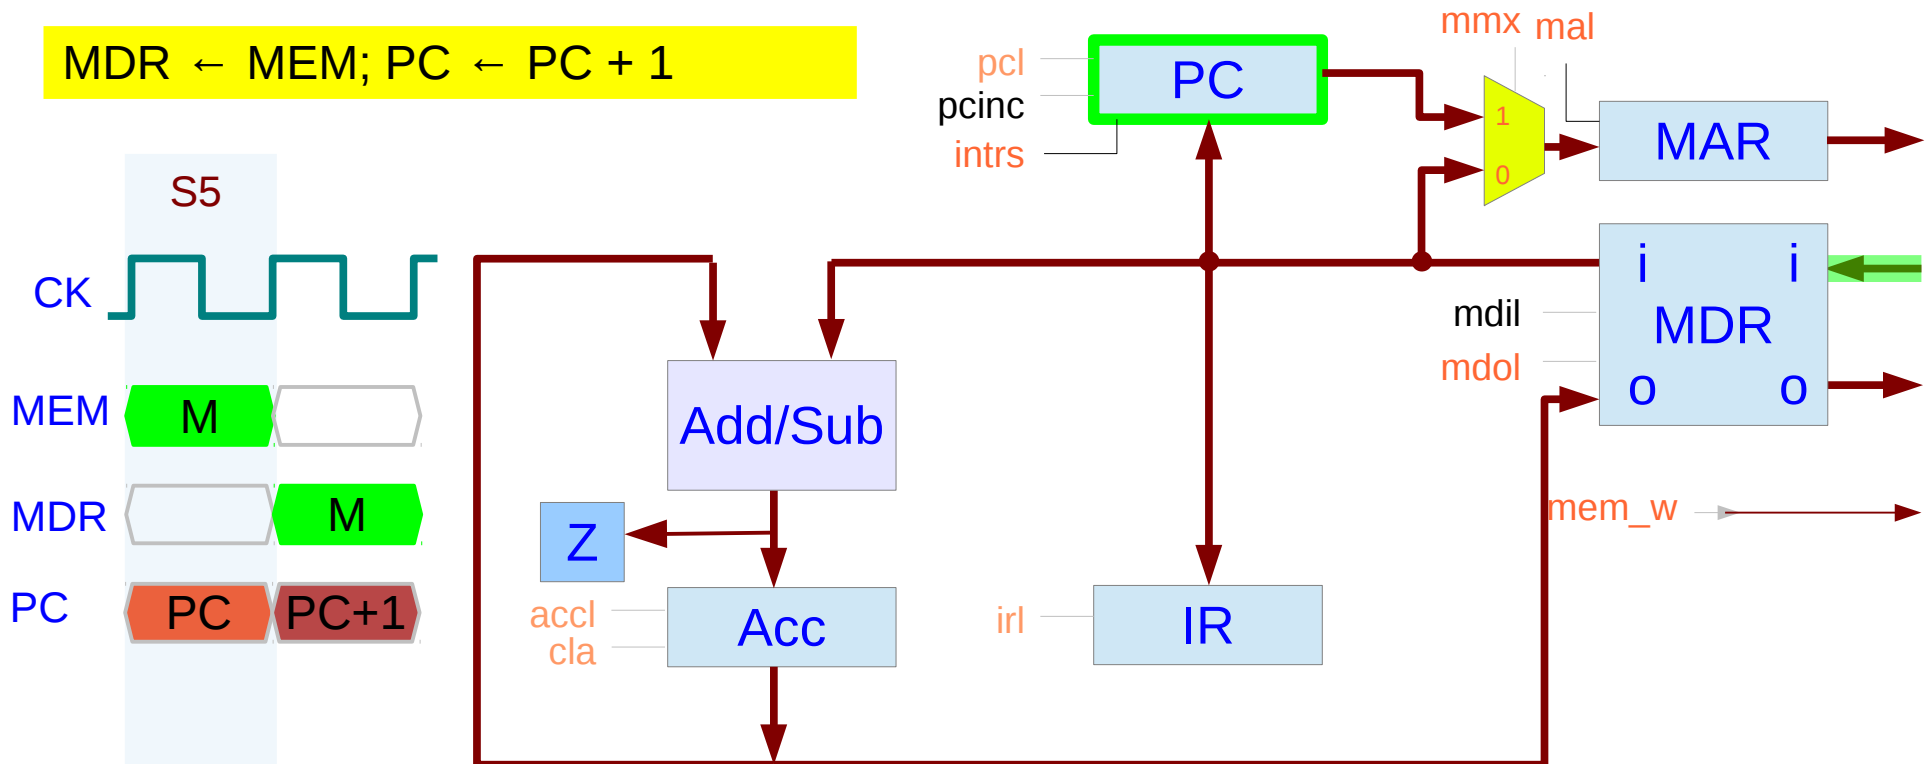 MDR ← MEM; PC ← PC + 1
S5
CK
MEM
M
MDR
M
PC
PC
PC+1
pcl
pcinc
intrs
PC
mmx
mal
1
0
MAR
i
i
mdil
MDR
mdol
o
o
mem_w
Add/Sub
Z
accl
cla
Acc
irl
IR